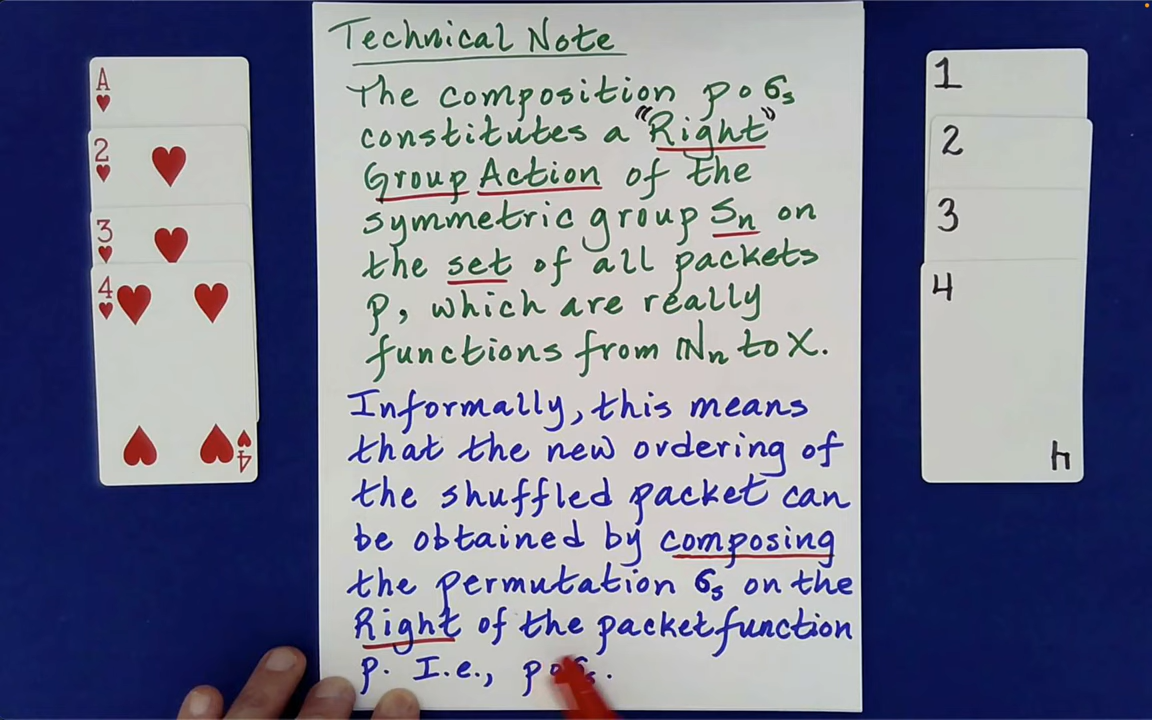 A
2
3
4
4
Technical Note
The composition p∘σₛ
constitutes a "Right"
Group Action of the
symmetric group Sₙ on
the set of all packets
p, which are really
functions from ℕₙ to X.
Informally, this means
that the new ordering of
the shuffled packet can
be obtained by composing
the permutation σₛ on the
Right of the packet function
p. I.e., p∘σₛ.
1
2
3
4
4